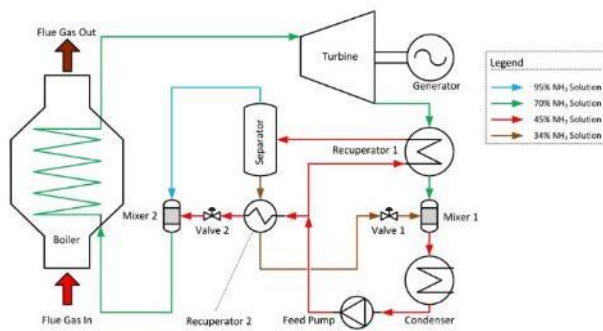 Flue Gas Out
Turbine
Generator
Legend
95% NH₃ Solution
70% NH₃ Solution
45% NH₃ Solution
34% NH₃ Solution
Separator
Recuperator 1
Mixer 2
Valve 2
Valve 1
Mixer 1
Boiler
Flue Gas In
Recuperator 2
Feed Pump
Condenser